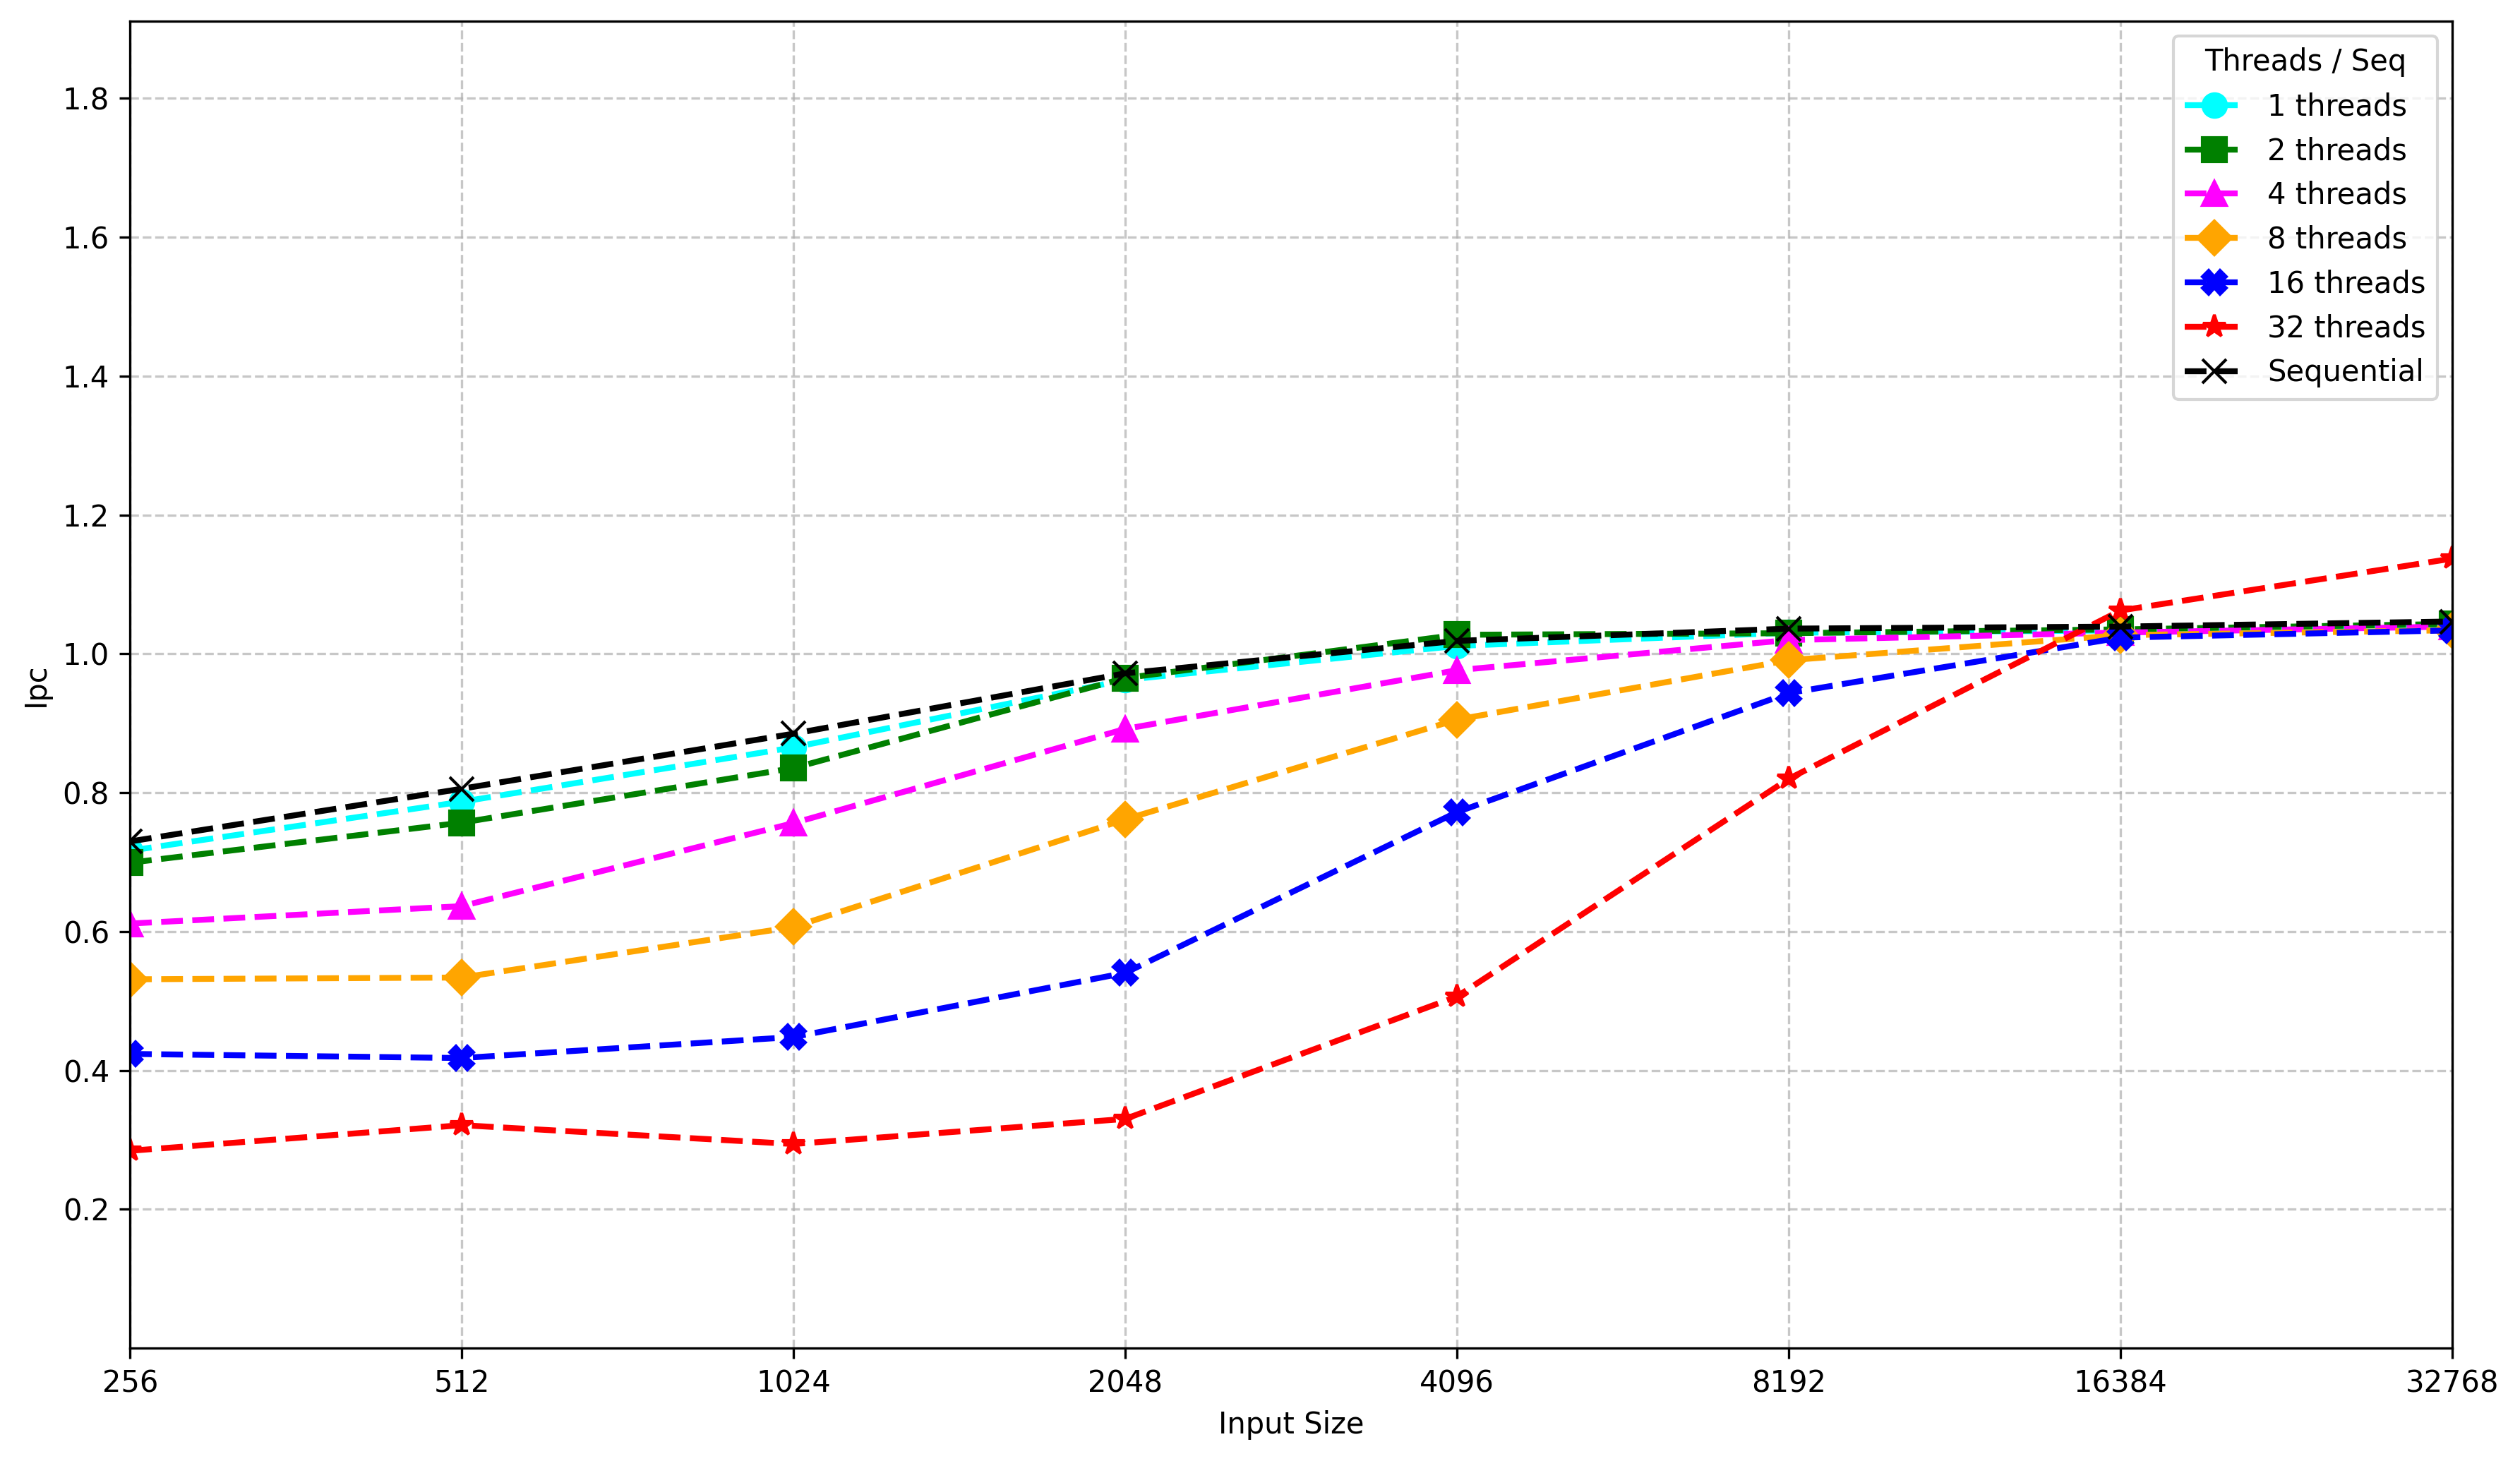 Threads / Seq
1 threads
2 threads
4 threads
8 threads
16 threads
32 threads
Sequential
1.8
1.6
1.4
1.2
1.0
0.8
0.6
0.4
0.2
Ipc
256 512 1024 2048 4096 8192 16384 32768
Input Size